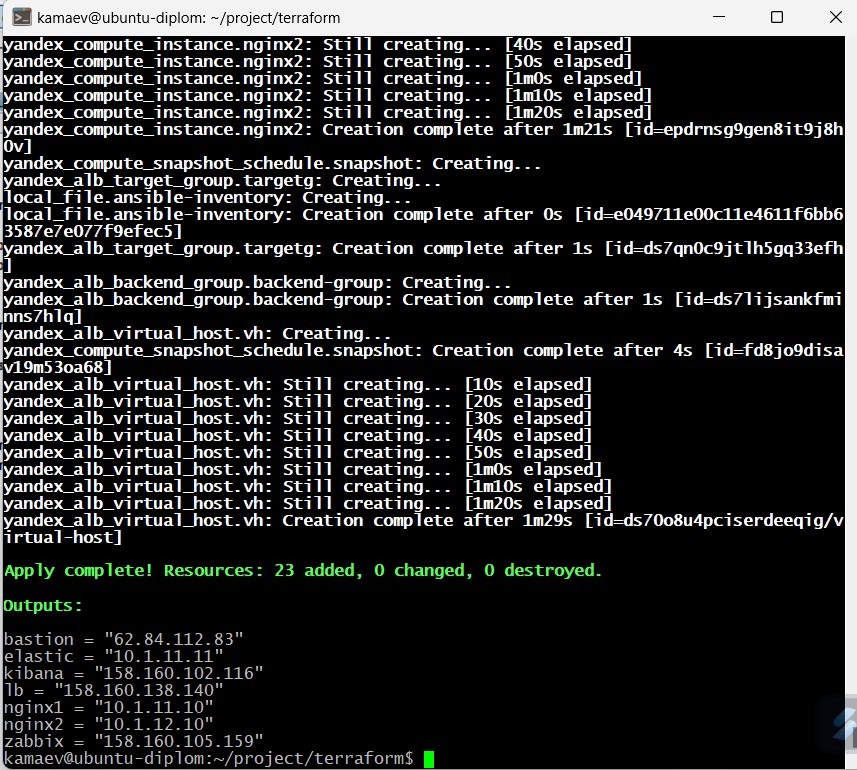 kamaev@ubuntu-diplom: ~/project/terraform
yandex_compute_instance.nginx2: Still creating... [40s elapsed]
yandex_compute_instance.nginx2: Still creating... [50s elapsed]
yandex_compute_instance.nginx2: Still creating... [1m0s elapsed]
yandex_compute_instance.nginx2: Still creating... [1m10s elapsed]
yandex_compute_instance.nginx2: Still creating... [1m20s elapsed]
yandex_compute_instance.nginx2: Creation complete after 1m21s [id=epdrnsg9gen8it9j8h
0v]
yandex_compute_snapshot_schedule.snapshot: Creating...
yandex_alb_target_group.targetg: Creating...
local_file.ansible-inventory: Creating...
local_file.ansible-inventory: Creation complete after 0s [id=e049711e00c11e4611f6bb6
3587e7e077f9efec5]
yandex_alb_target_group.targetg: Creation complete after 1s [id=ds7qn0c9jtlh5gq33efh
]
yandex_alb_backend_group.backend-group: Creating...
yandex_alb_backend_group.backend-group: Creation complete after 1s [id=ds7lijsankfmi
nns7hlq]
yandex_alb_virtual_host.vh: Creating...
yandex_compute_snapshot_schedule.snapshot: Creation complete after 4s [id=fd8jo9disa
v19m53oa68]
yandex_alb_virtual_host.vh: Still creating... [10s elapsed]
yandex_alb_virtual_host.vh: Still creating... [20s elapsed]
yandex_alb_virtual_host.vh: Still creating... [30s elapsed]
yandex_alb_virtual_host.vh: Still creating... [40s elapsed]
yandex_alb_virtual_host.vh: Still creating... [50s elapsed]
yandex_alb_virtual_host.vh: Still creating... [1m0s elapsed]
yandex_alb_virtual_host.vh: Still creating... [1m10s elapsed]
yandex_alb_virtual_host.vh: Still creating... [1m20s elapsed]
yandex_alb_virtual_host.vh: Creation complete after 1m29s [id=ds70o8u4pciserdeeqig/v
irtual-host]
Apply complete! Resources: 23 added, 0 changed, 0 destroyed.
Outputs:
bastion = "62.84.112.83"
elastic = "10.1.11.11"
kibana = "158.160.102.116"
lb = "158.160.138.140"
nginx1 = "10.1.11.10"
nginx2 = "10.1.12.10"
zabbix = "158.160.105.159"
kamaev@ubuntu-diplom:~/project/terraform$